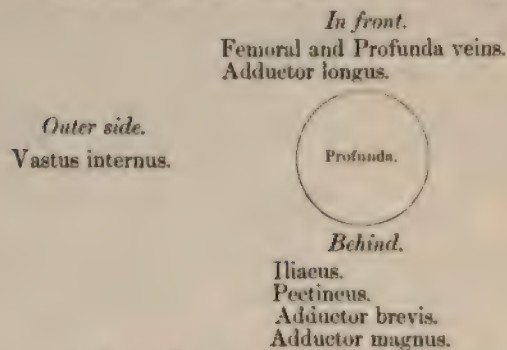 In front.
Femoral and Profunda veins.
Adductor longus.
Outer side.
Vastus internus.
Profunda.
Behind.
Iliacus.
Pectineus.
Adductor brevis.
Adductor magnus.